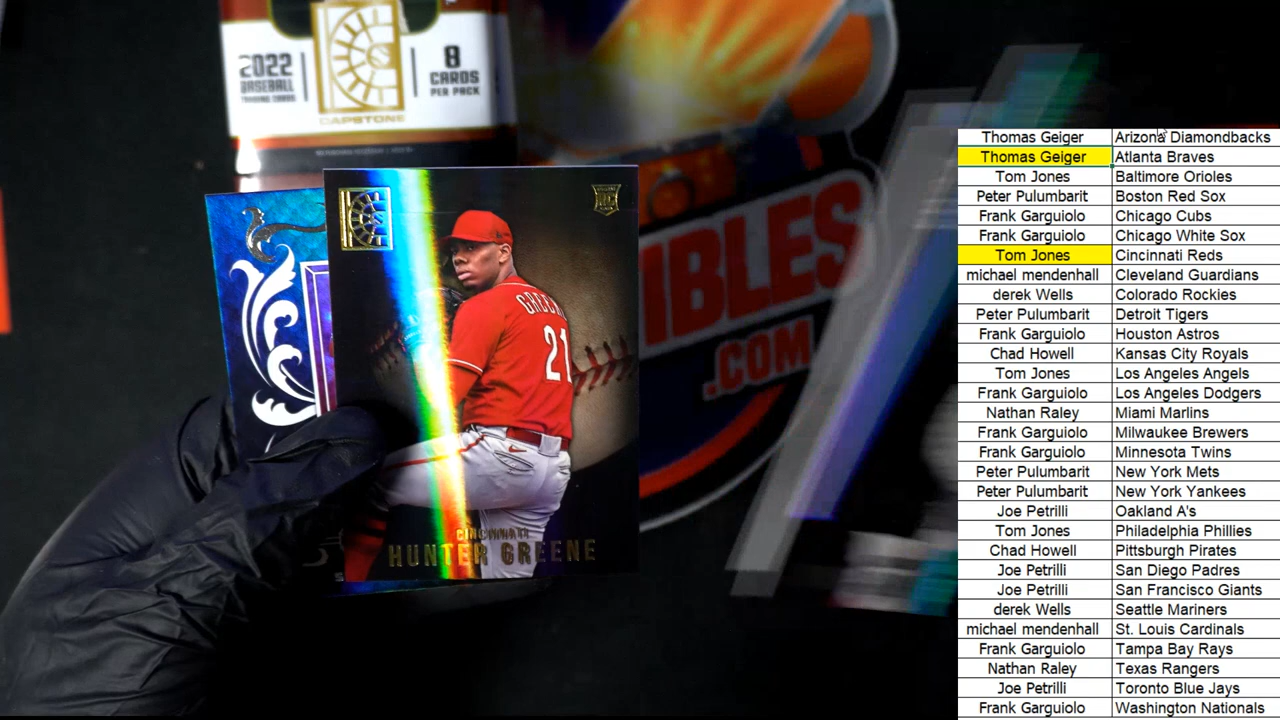 2022
BASEBALL
TRADING CARDS
8
CARDS
PER PACK
CAPSTONE
RC
GREENE
21
CINCINNATI
HUNTER GREENE
IBLES
.COM
Thomas Geiger Arizona Diamondbacks
Thomas Geiger Atlanta Braves
Tom Jones Baltimore Orioles
Peter Pulumbarit Boston Red Sox
Frank Garguiolo Chicago Cubs
Frank Garguiolo Chicago White Sox
Tom Jones Cincinnati Reds
michael mendenhall Cleveland Guardians
derek Wells Colorado Rockies
Peter Pulumbarit Detroit Tigers
Frank Garguiolo Houston Astros
Chad Howell Kansas City Royals
Tom Jones Los Angeles Angels
Frank Garguiolo Los Angeles Dodgers
Nathan Raley Miami Marlins
Frank Garguiolo Milwaukee Brewers
Frank Garguiolo Minnesota Twins
Peter Pulumbarit New York Mets
Peter Pulumbarit New York Yankees
Joe Petrilli Oakland A's
Tom Jones Philadelphia Phillies
Chad Howell Pittsburgh Pirates
Joe Petrilli San Diego Padres
Joe Petrilli San Francisco Giants
derek Wells Seattle Mariners
michael mendenhall St. Louis Cardinals
Frank Garguiolo Tampa Bay Rays
Nathan Raley Texas Rangers
Joe Petrilli Toronto Blue Jays
Frank Garguiolo Washington Nationals